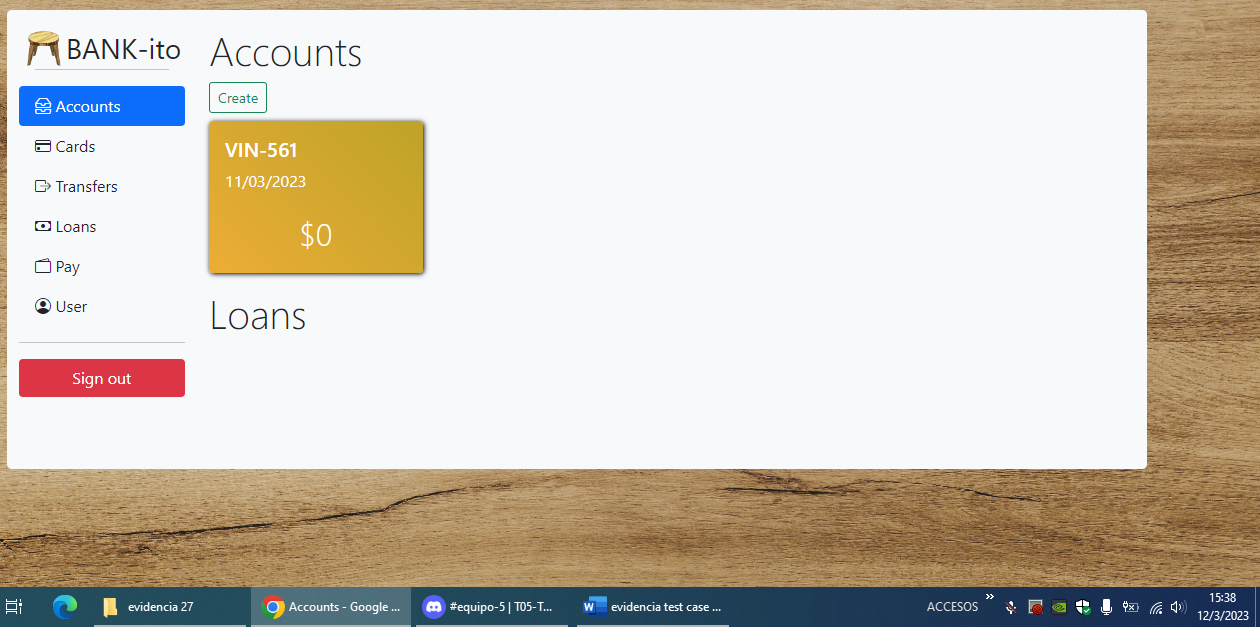 BANK-ito
Accounts
Cards
Transfers
Loans
Pay
User
Sign out
Accounts
Create
VIN-561
11/03/2023
$0
Loans
evidencia 27
Accounts - Google ...
#equipo-5 | T05-T...
evidencia test case ...
ACCESOS
15:38
12/3/2023